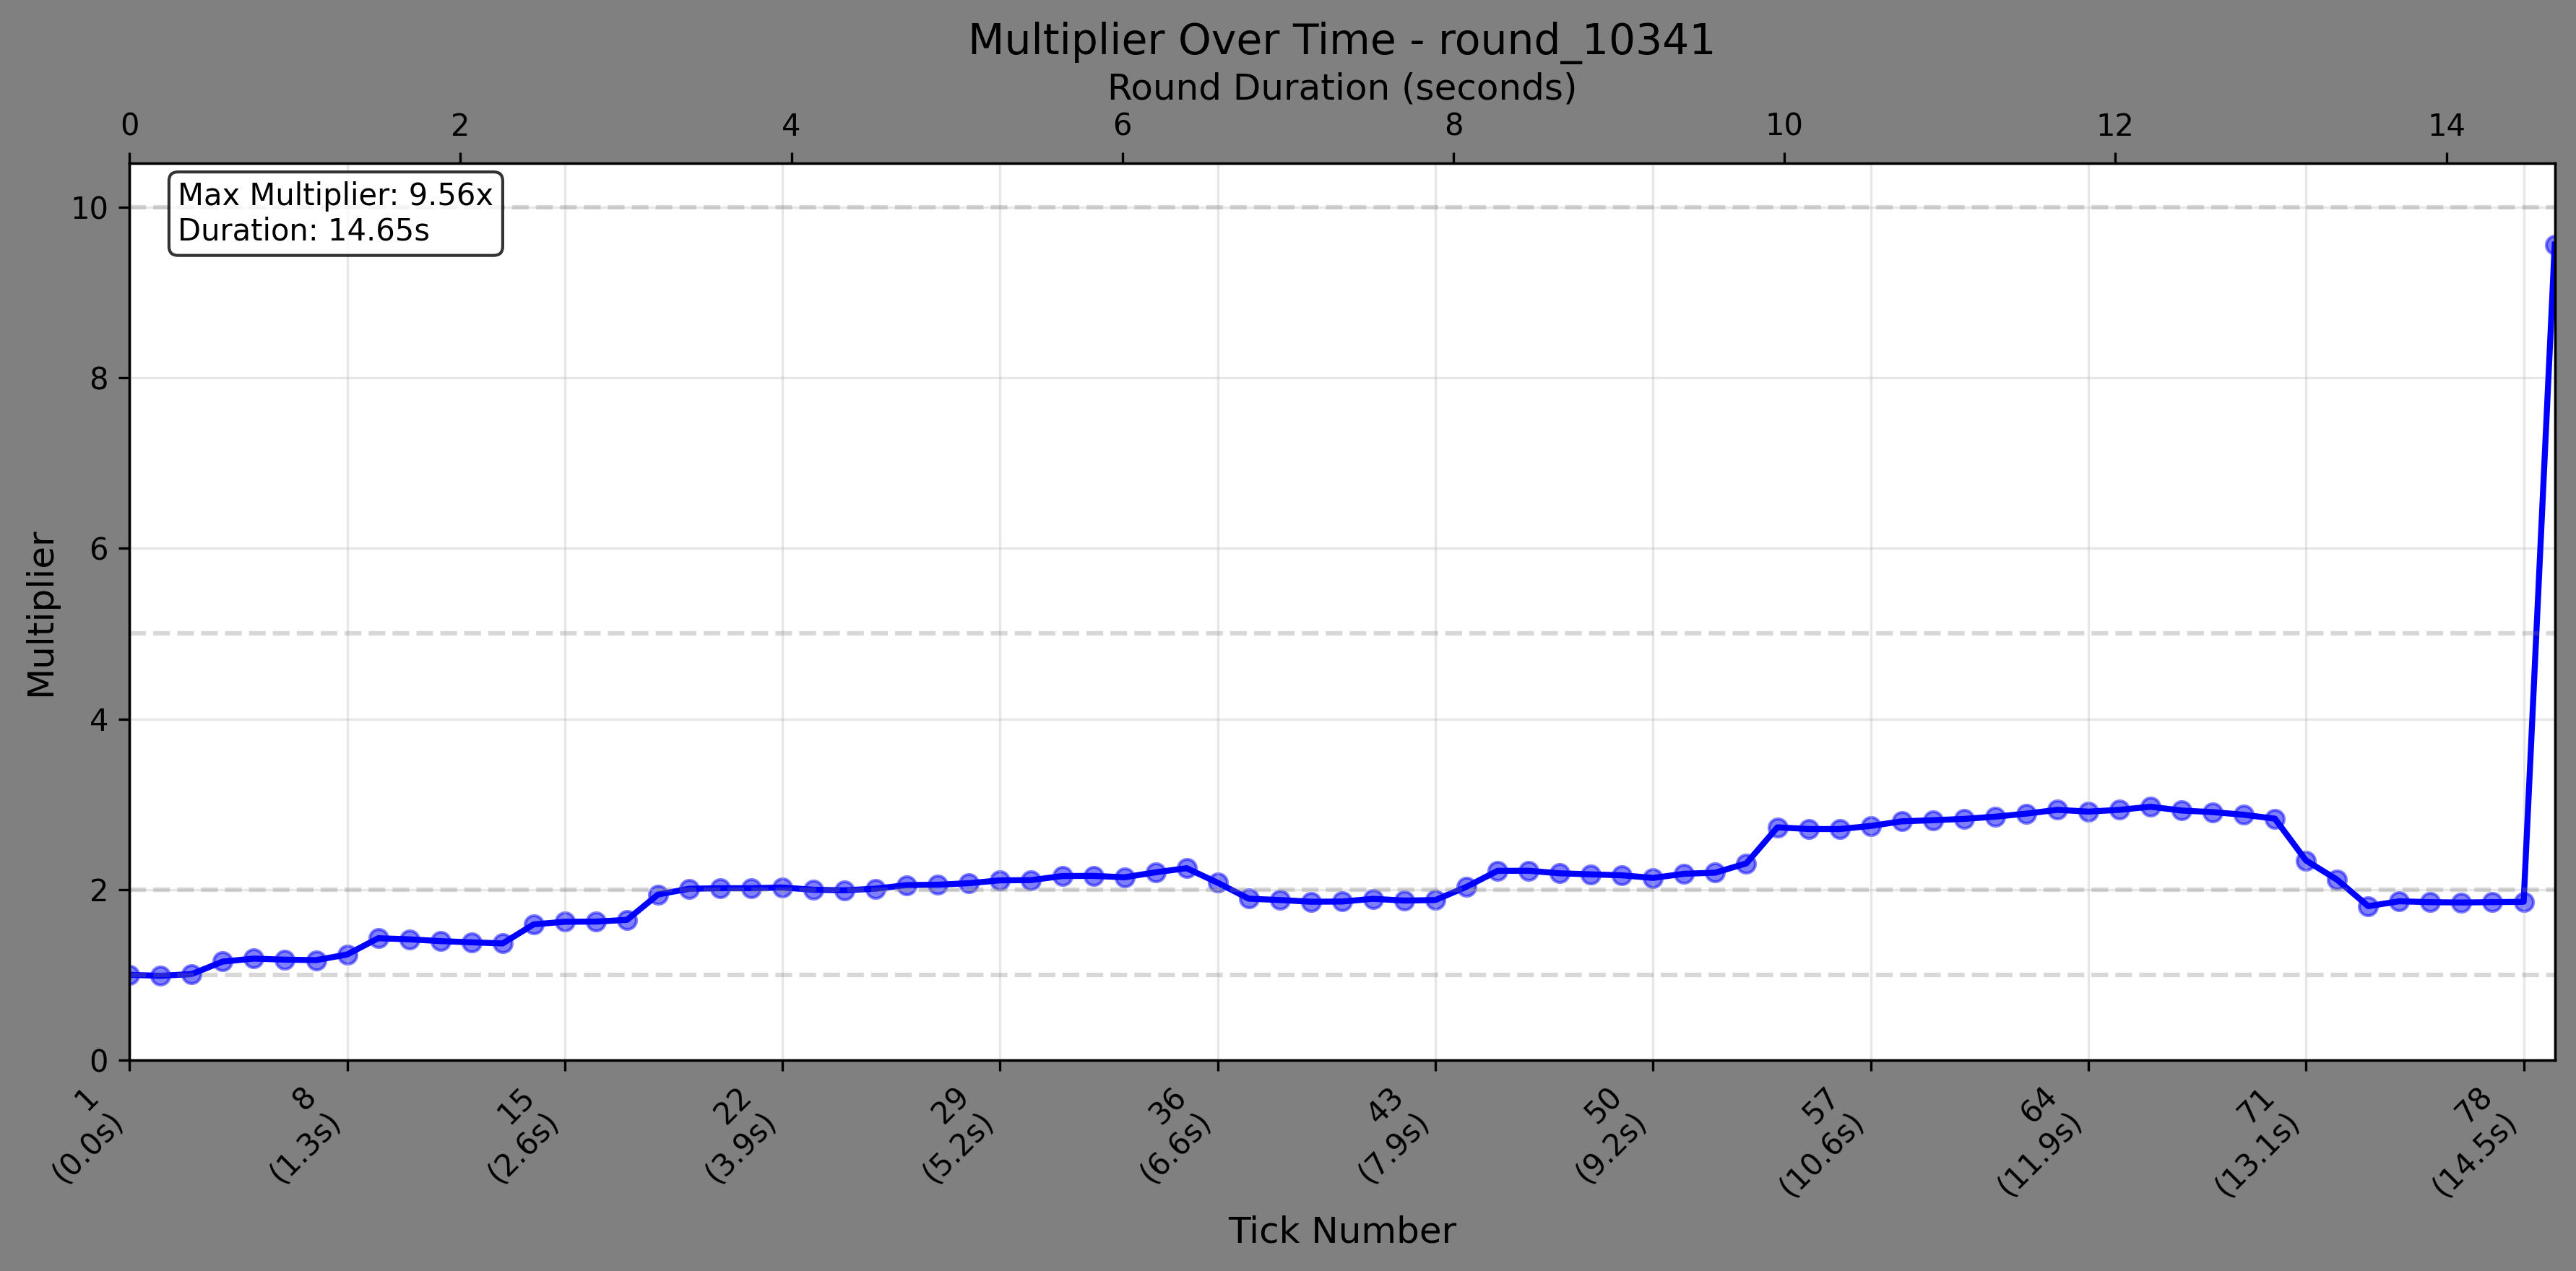 Multiplier Over Time - round_10341
Round Duration (seconds)
0 2 4 6 8 10 12 14
Max Multiplier: 9.56x
Duration: 14.65s
Multiplier
10
8
6
4
2
0
1
(0.0s)
8
(1.3s)
15
(2.6s)
22
(3.9s)
29
(5.2s)
36
(6.6s)
43
(7.9s)
50
(9.2s)
57
(10.6s)
64
(11.9s)
71
(13.1s)
78
(14.5s)
Tick Number